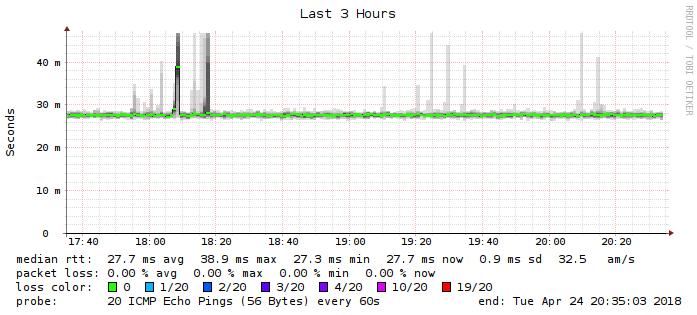 Last 3 Hours
RRDTOOL / TOBI OETIKER
Seconds
40 m
30 m
20 m
10 m
0
17:40 18:00 18:20 18:40 19:00 19:20 19:40 20:00 20:20
median rtt: 27.7 ms avg 38.9 ms max 27.3 ms min 27.7 ms now 0.9 ms sd 32.5 am/s
packet loss: 0.00 % avg 0.00 % max 0.00 % min 0.00 % now
loss color: 0 1/20 2/20 3/20 4/20 10/20 19/20
probe: 20 ICMP Echo Pings (56 Bytes) every 60s end: Tue Apr 24 20:35:03 2018